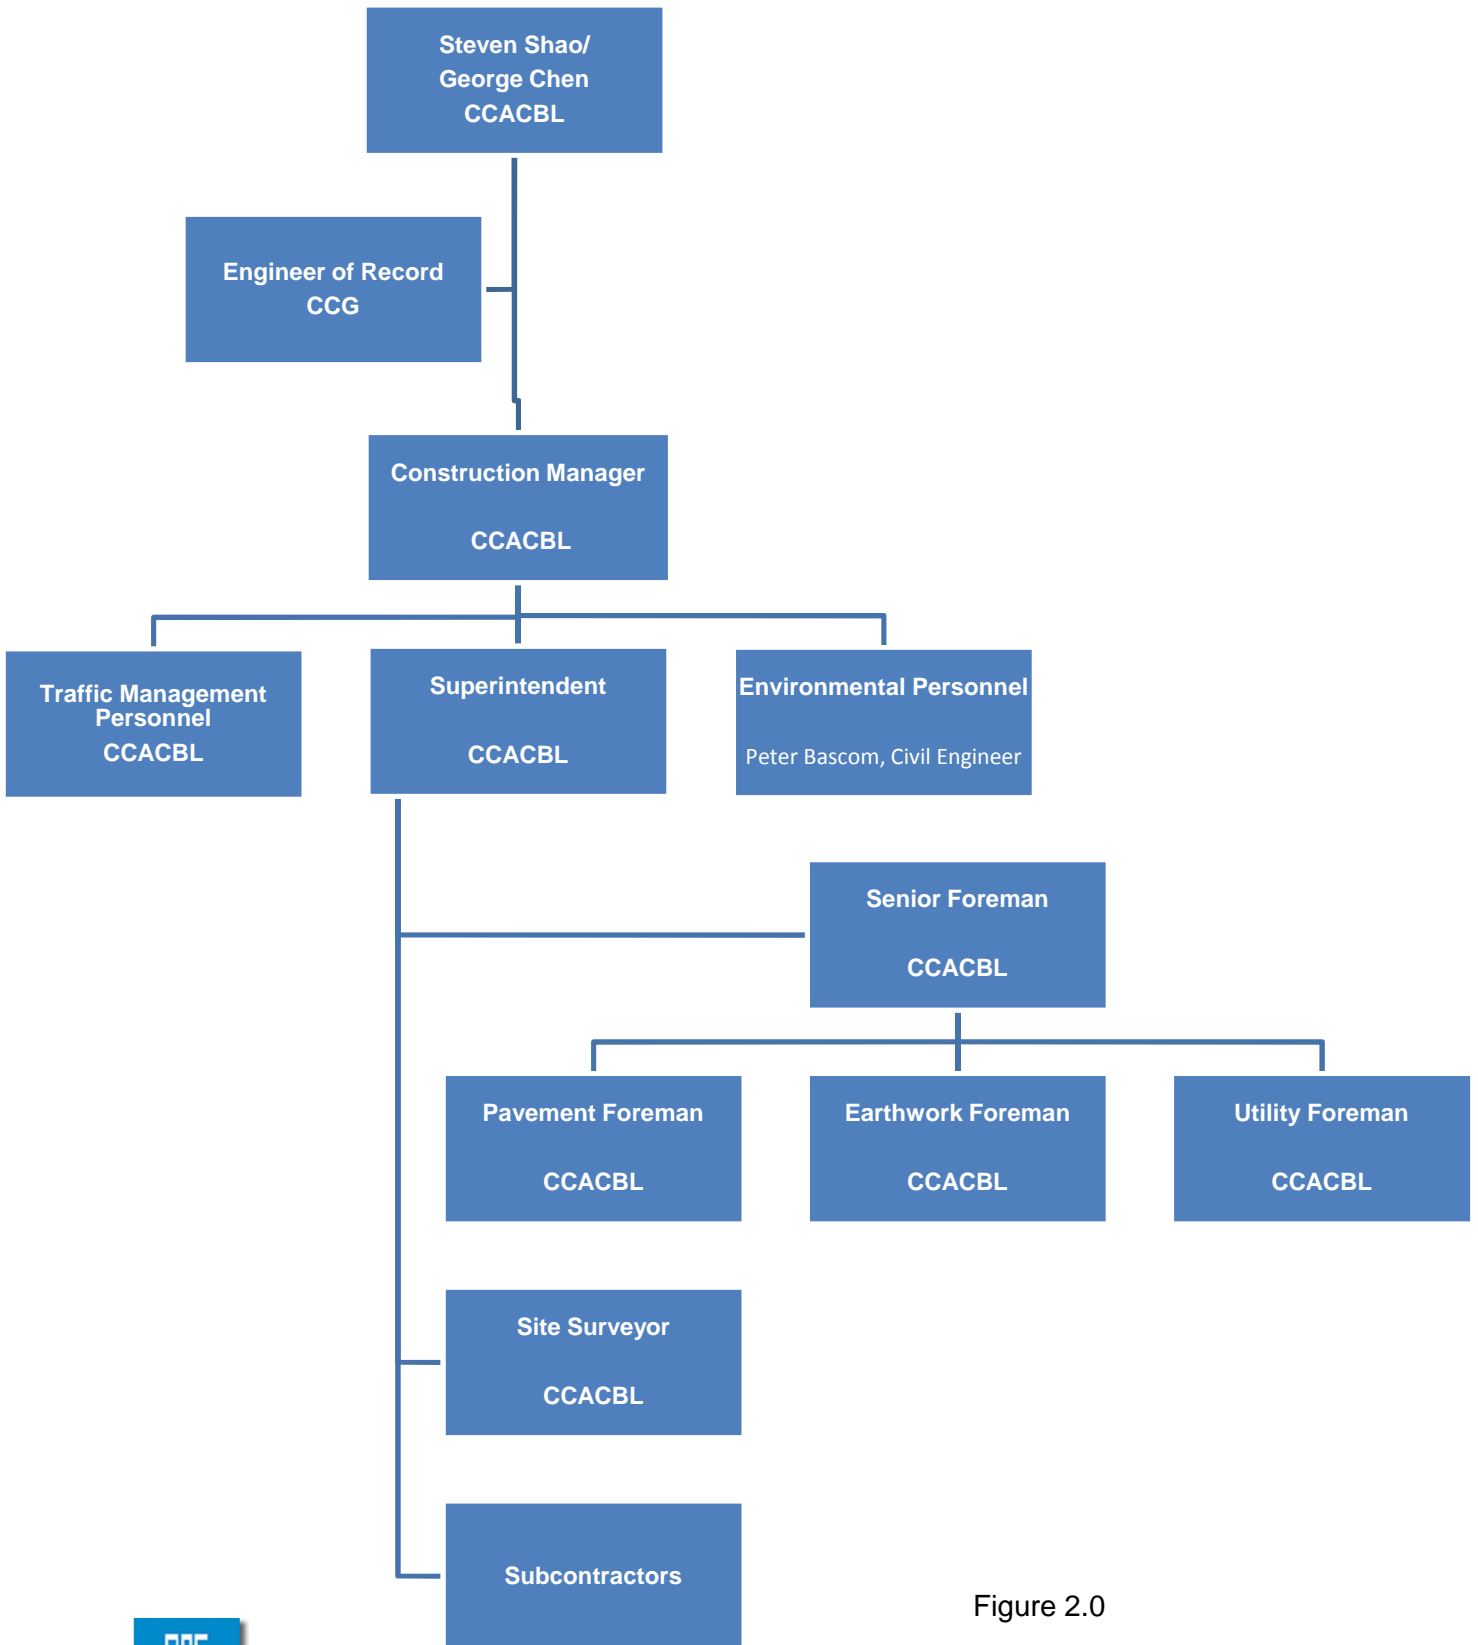 Steven Shao/
George Chen
CCACBL
Engineer of Record
CCG
Construction Manager
CCACBL
Traffic Management
Personnel
CCACBL
Superintendent
CCACBL
Environmental Personnel
Peter Bascom, Civil Engineer
Senior Foreman
CCACBL
Pavement Foreman
CCACBL
Earthwork Foreman
CCACBL
Utility Foreman
CCACBL
Site Surveyor
CCACBL
Subcontractors
Figure 2.0